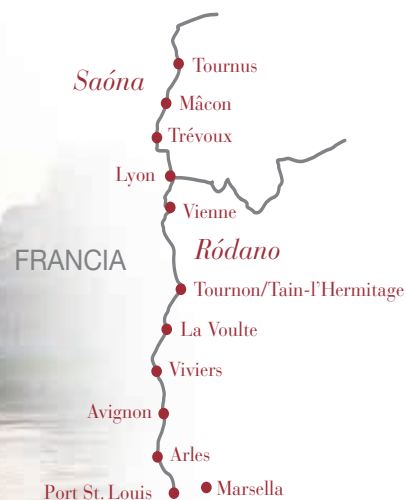 Tournus
Saóna
Mâcon
Trévoux
Lyon
Vienne
Ródano
FRANCIA
Tournon/Tain-l'Hermitage
La Voulte
Viviers
Avignon
Arles
Port St. Louis
Marsella